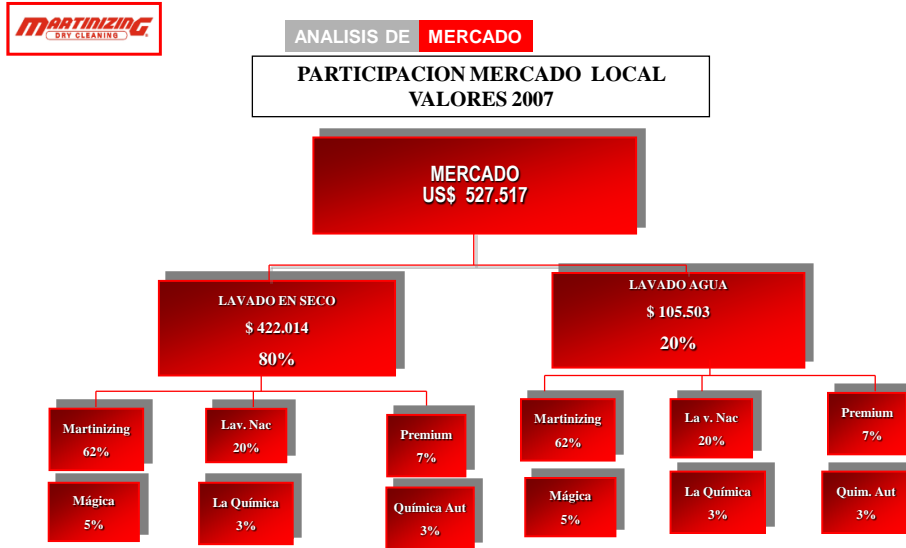 MARTINIZING
DRY CLEANING
ANALISIS DE MERCADO
PARTICIPACION MERCADO LOCAL
VALORES 2007
MERCADO
US$ 527.517
LAVADO EN SECO
$ 422.014
80%
LAVADO AGUA
$ 105.503
20%
Martinizing
62%
Lav. Nac
20%
Premium
7%
Mágica
5%
La Química
3%
Química Aut
3%
Martinizing
62%
La v. Nac
20%
Premium
7%
Mágica
5%
La Química
3%
Quim. Aut
3%